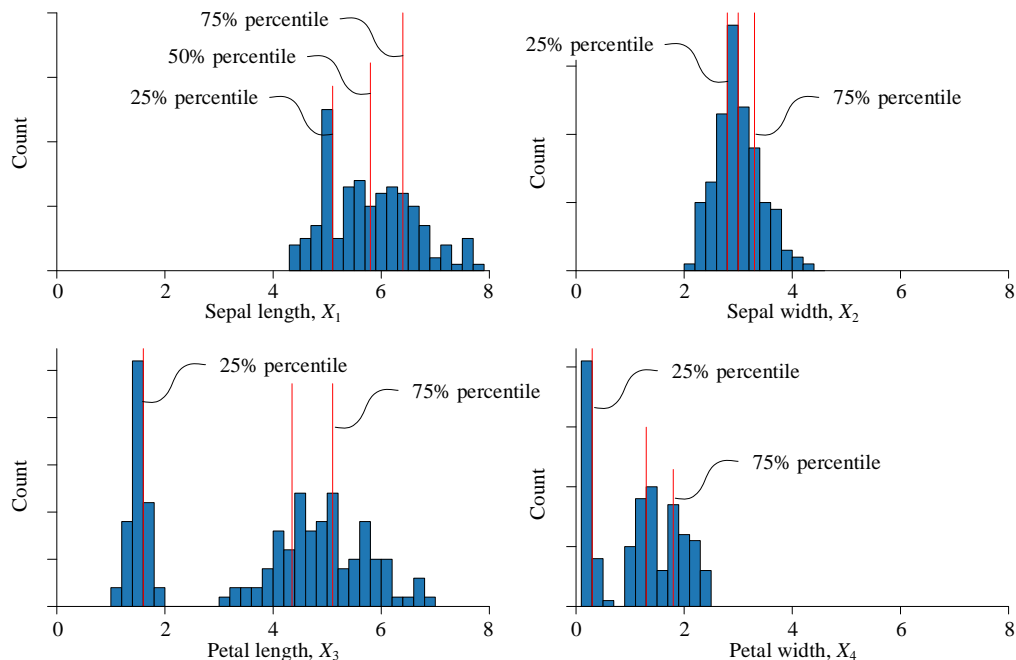 75% percentile
50% percentile
25% percentile
Count
0 2 4 6 8
Sepal length, X1
25% percentile
75% percentile
Count
0 2 4 6 8
Sepal width, X2
25% percentile
75% percentile
Count
0 2 4 6 8
Petal length, X3
25% percentile
75% percentile
Count
0 2 4 6 8
Petal width, X4